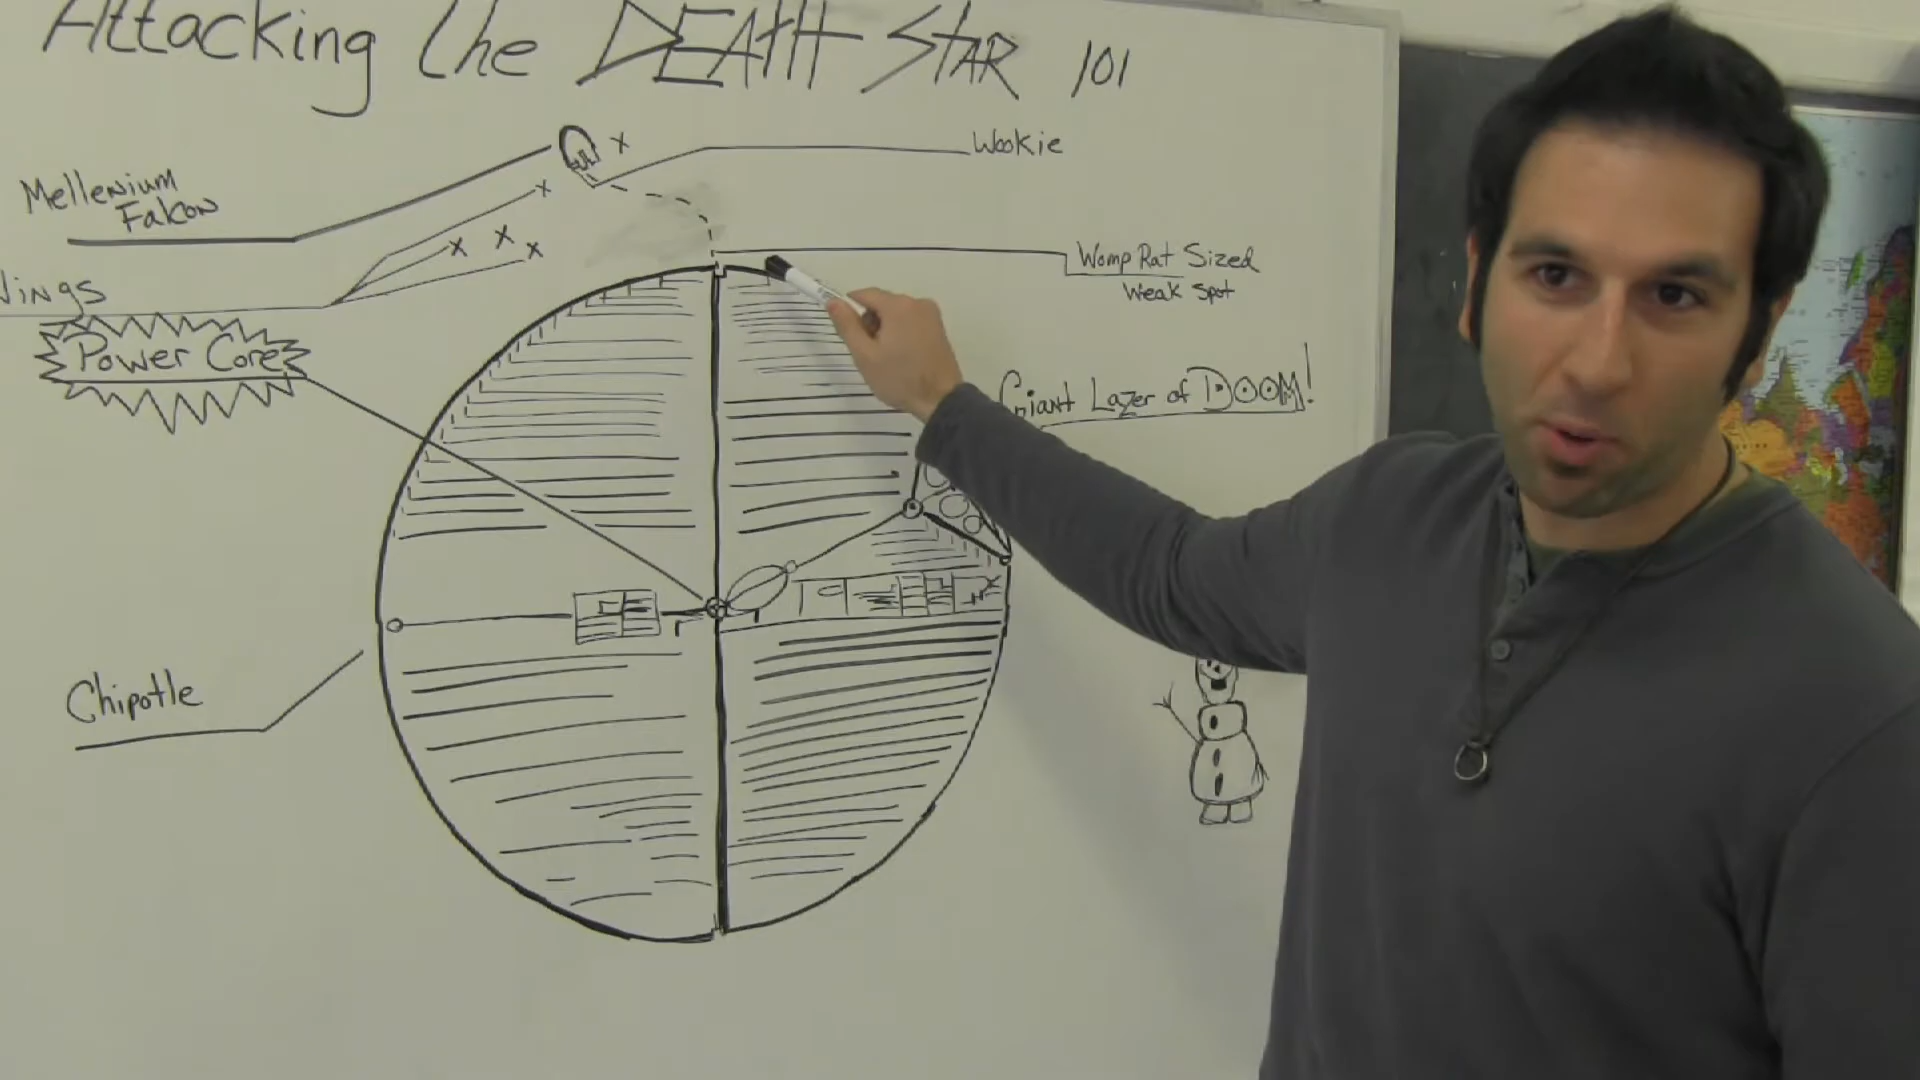 Attacking the DEATH STAR 101
Wookie
Mellenium
Falcon
Womp Rat Sized
Weak Spot
Power Core
Giant Lazer of DOOM!
Chipotle